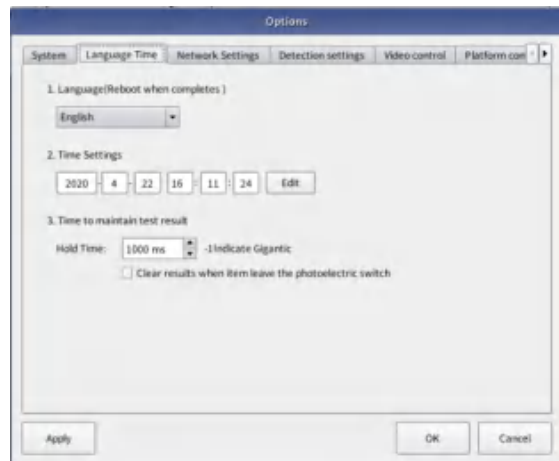 Options
System Language Time Network Settings Detection settings Video control Platform con
1. Language(Reboot when completes )
English
2. Time Settings
2020 - 4 - 22 16 : 11 : 24 Edit
3. Time to maintain test result
Hold Time: 1000 ms -1Indicate Gigantic
Clear results when item leave the photoelectric switch
Apply OK Cancel